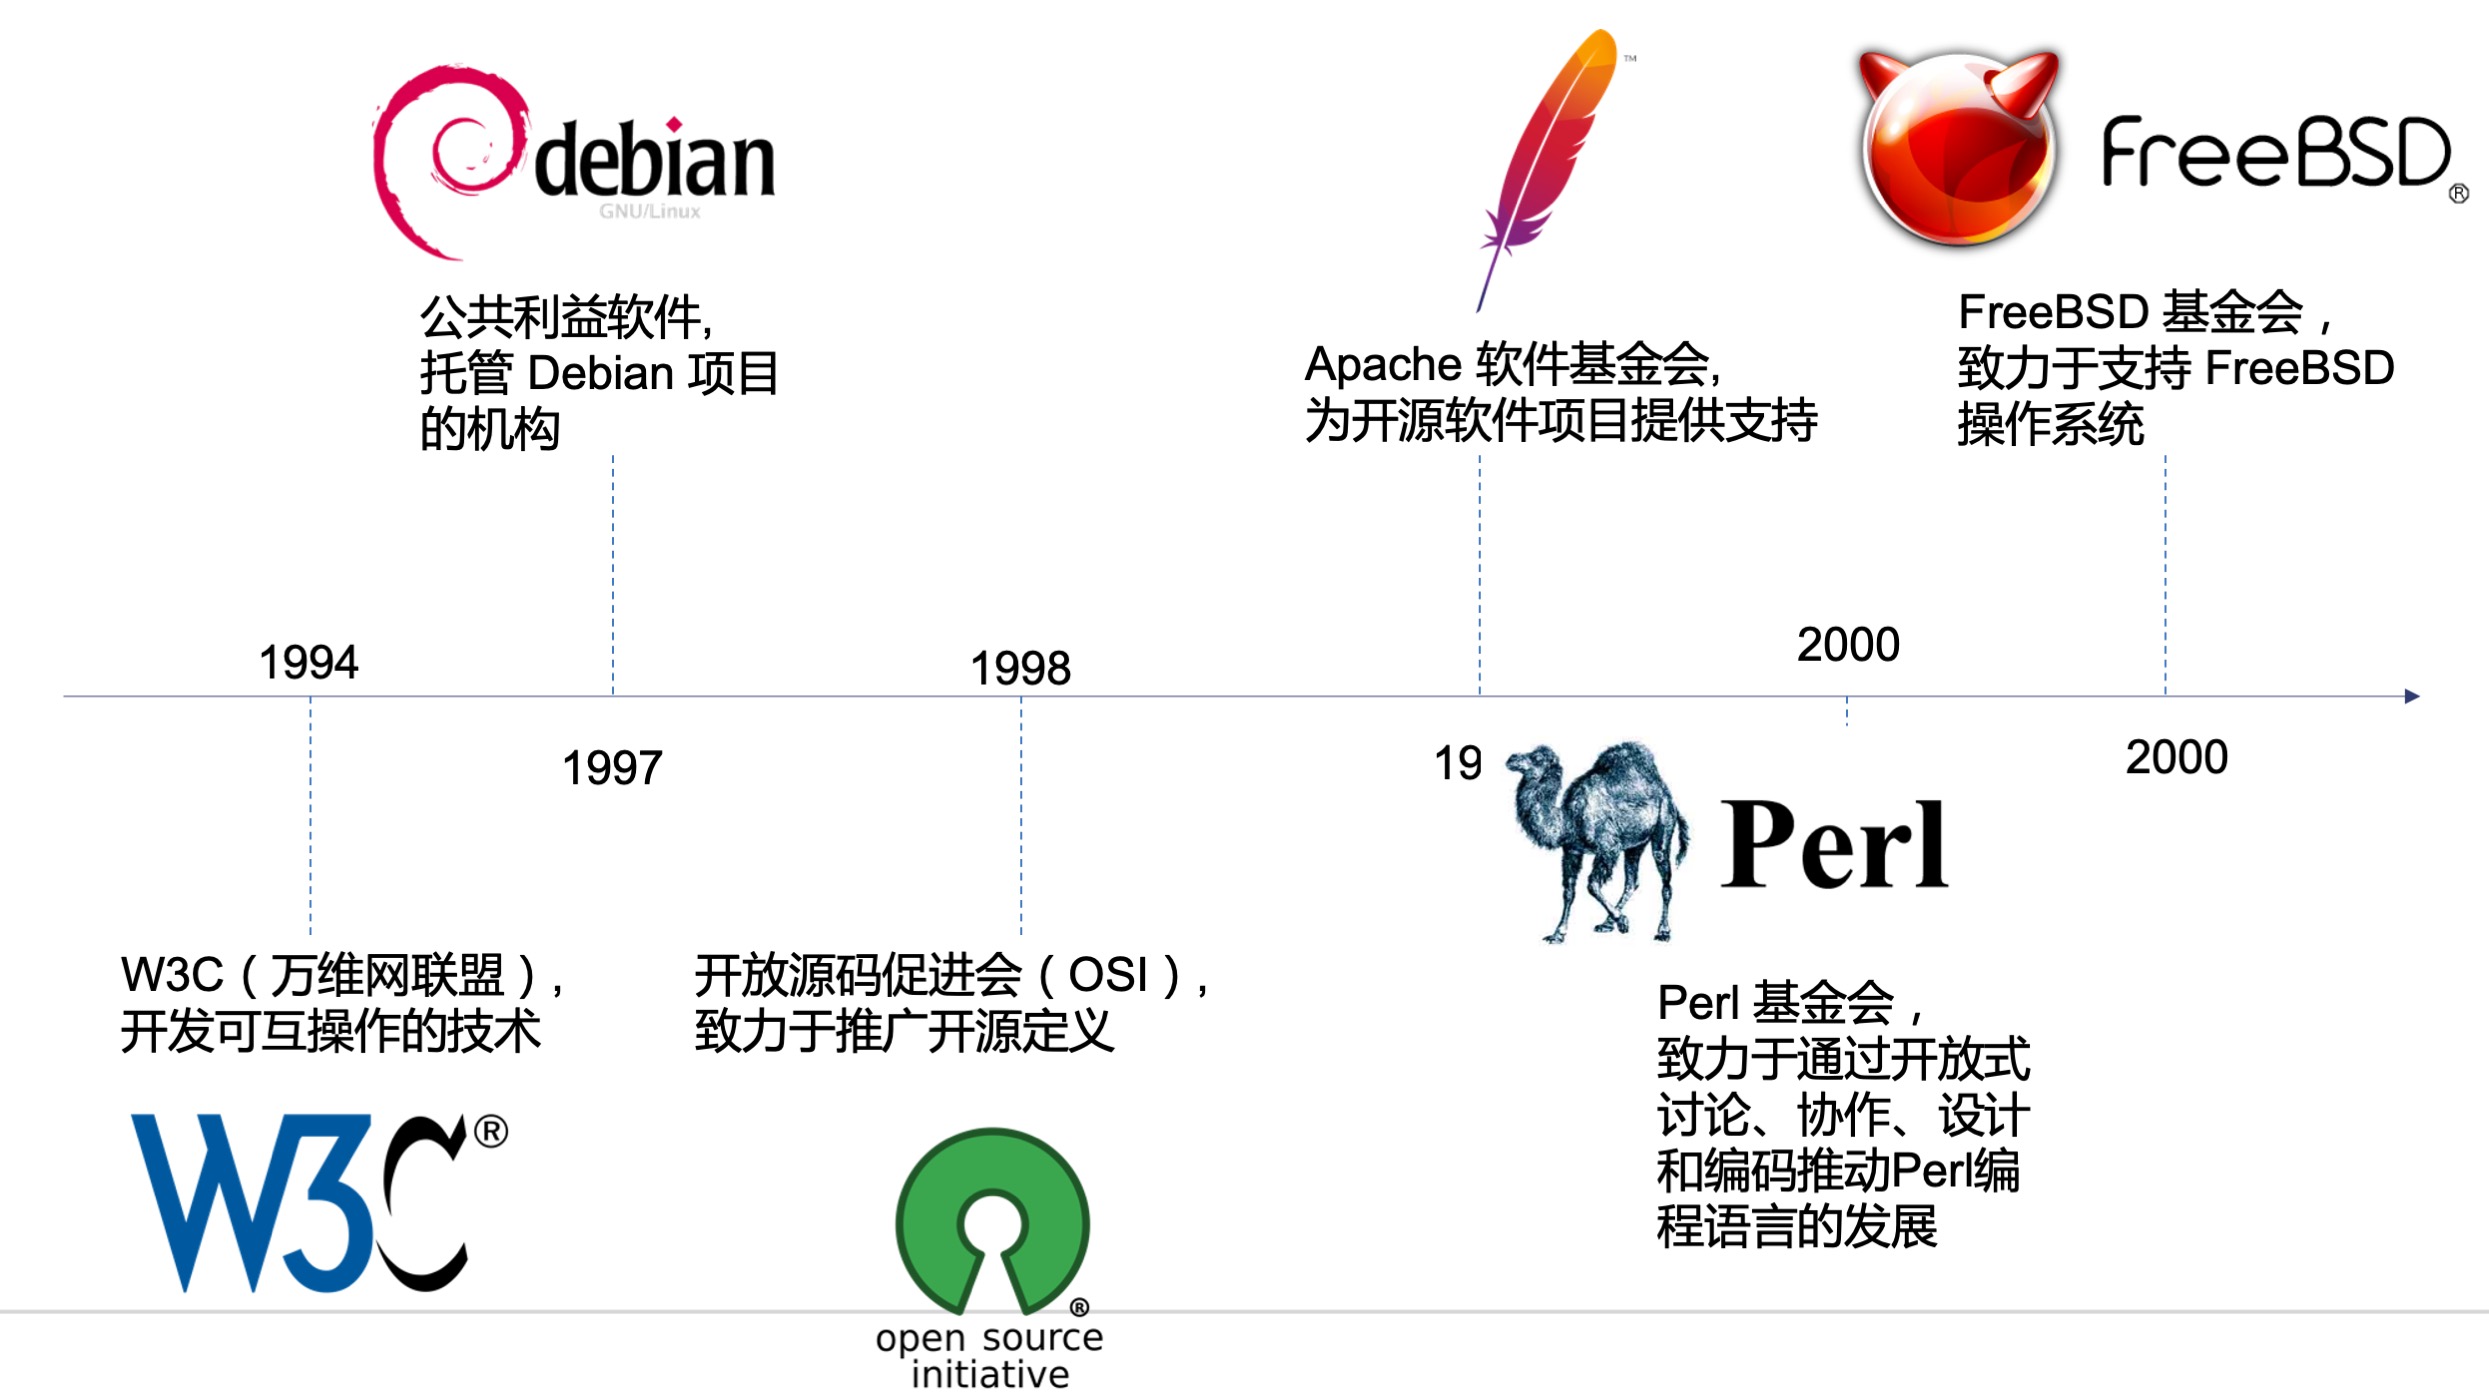 debian
GNU/Linux
公共利益软件,
托管 Debian 项目
的机构
TM
Apache 软件基金会,
为开源软件项目提供支持
FreeBSD®
FreeBSD 基金会，
致力于支持 FreeBSD
操作系统
1994
1998
2000
1997
19
2000
Perl
W3C（万维网联盟）,
开发可互操作的技术
W3C®
开放源码促进会（OSI）,
致力于推广开源定义
®
open source
initiative
Perl 基金会，
致力于通过开放式
讨论、协作、设计
和编码推动Perl编
程语言的发展